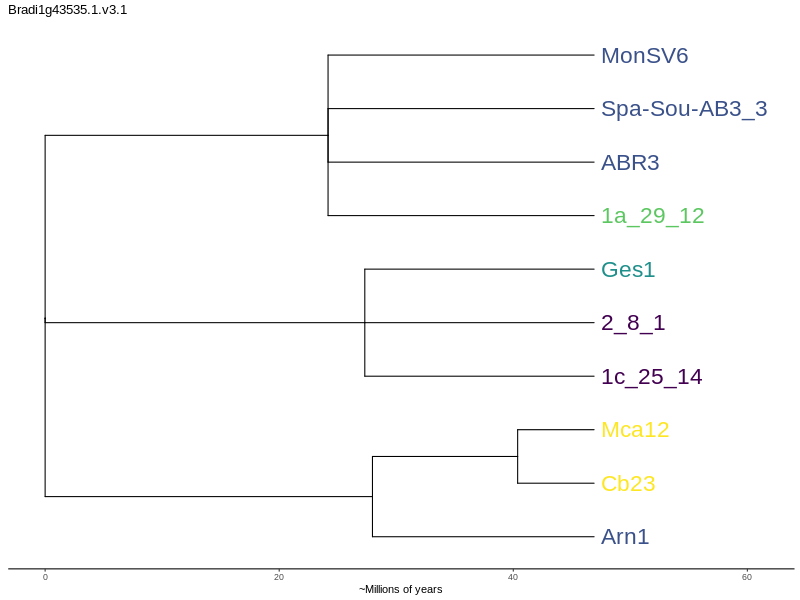 Bradi1g43535.1.v3.1
MonSV6
Spa-Sou-AB3_3
ABR3
1a_29_12
Ges1
2_8_1
1c_25_14
Mca12
Cb23
Arn1
0 20 40 60
~Millions of years